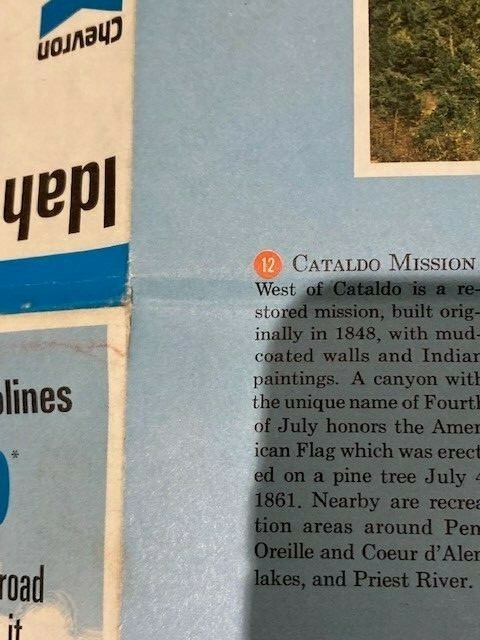 Chevron
Idah
olines
*
road
it
12 CATALDO MISSION
West of Cataldo is a re-
stored mission, built orig-
inally in 1848, with mud-
coated walls and Indian
paintings. A canyon with
the unique name of Fourth
of July honors the Amer
ican Flag which was erect
ed on a pine tree July 4
1861. Nearby are recrea
tion areas around Pen
Oreille and Coeur d'Alen
lakes, and Priest River.